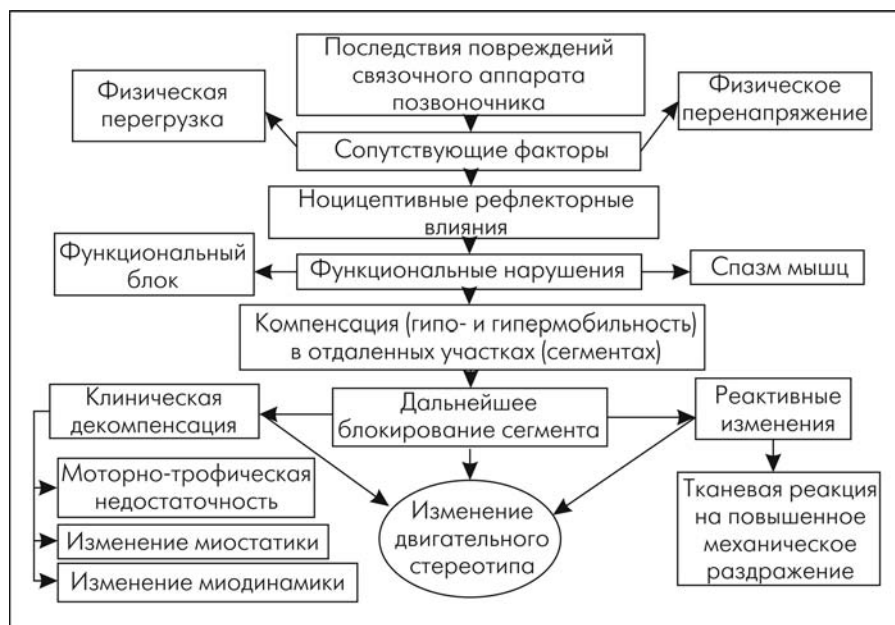 Последствия повреждений
связочного аппарата
позвоночника
Физическая
перегрузка
Физическое
перенапряжение
Сопутствующие факторы
Ноцицептивные рефлекторные
влияния
Функциональный
блок
Функциональные нарушения
Спазм мышц
Компенсация (гипо- и гипермобильность)
в отдаленных участках (сегментах)
Клиническая
декомпенсация
Дальнейшее
блокирование сегмента
Реактивные
изменения
Моторно-трофическая
недостаточность
Изменение миостатики
Изменение миодинамики
Изменение
двигательного
стереотипа
Тканевая реакция
на повышенное
механическое
раздражение